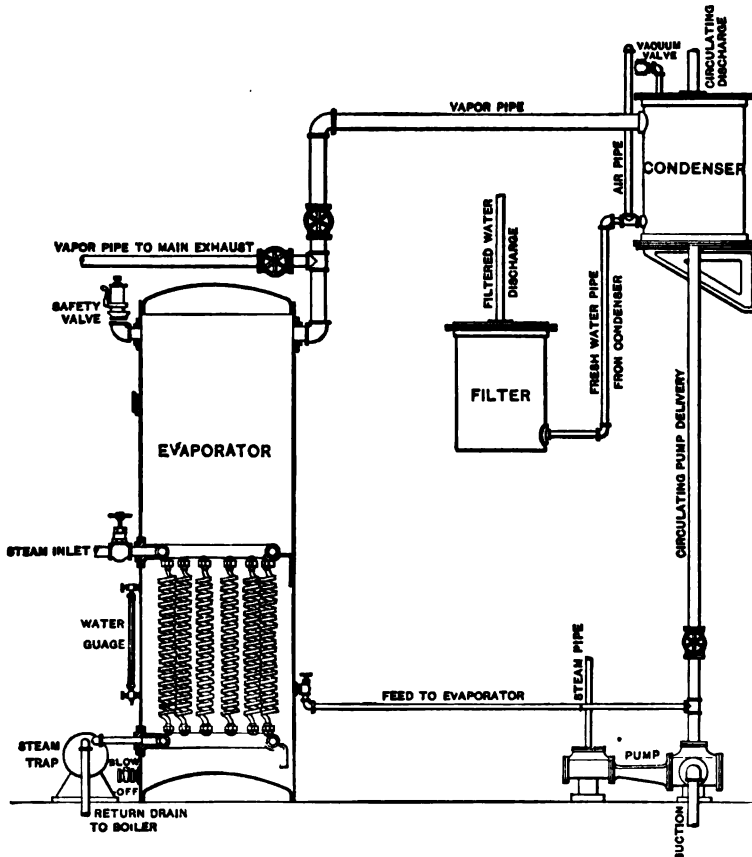 VACUUM
VALVE
CIRCULATING
DISCHARGE
VAPOR PIPE
CONDENSER
AIR PIPE
VAPOR PIPE TO MAIN EXHAUST
FILTERED WATER
DISCHARGE
SAFETY
VALVE
FRESH WATER PIPE
FRON CONDENSER
FILTER
EVAPORATOR
CIRCULATING PUMP DELIVERY
STEAM INLET
WATER
GUAGE
STEAM PIPE
FEED TO EVAPORATOR
STEAM
TRAP
BLOW
OFF
PUMP
RETURN DRAIN
TO BOILER
UCTION